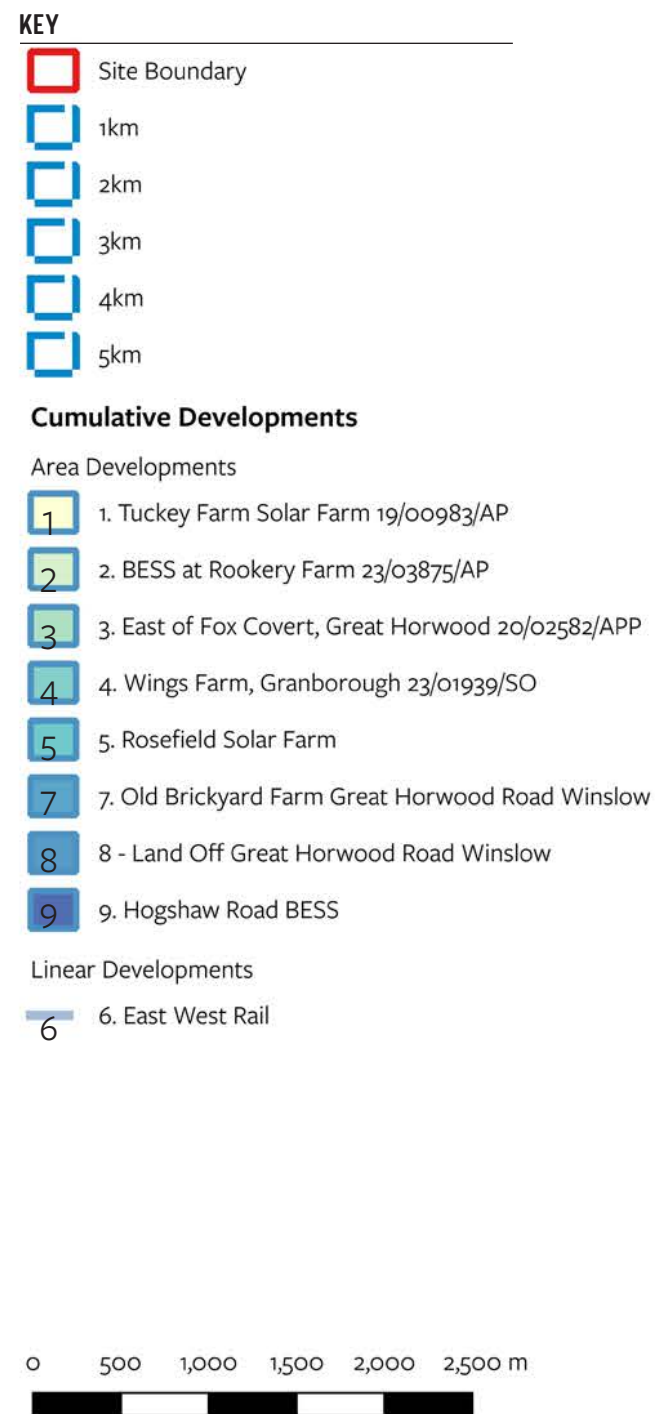 KEY
Site Boundary
1km
2km
3km
4km
5km
Cumulative Developments
Area Developments
1 1. Tuckey Farm Solar Farm 19/00983/AP
2 2. BESS at Rookery Farm 23/03875/AP
3 3. East of Fox Covert, Great Horwood 20/02582/APP
4 4. Wings Farm, Granborough 23/01939/SO
5 5. Rosefield Solar Farm
7 7. Old Brickyard Farm Great Horwood Road Winslow
8 8 - Land Off Great Horwood Road Winslow
9 9. Hogshaw Road BESS
Linear Developments
6 6. East West Rail
0 500 1,000 1,500 2,000 2,500 m